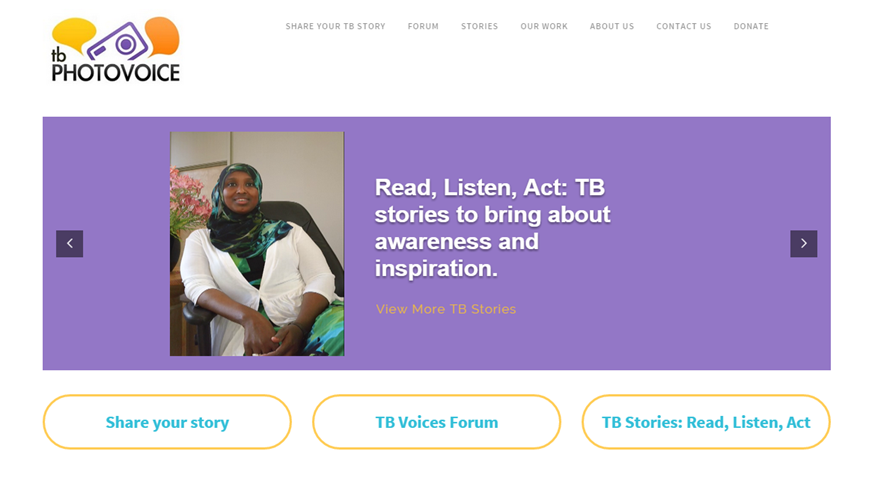 tb
PHOTOVOICE
SHARE YOUR TB STORY
FORUM
STORIES
OUR WORK
ABOUT US
CONTACT US
DONATE
Read, Listen, Act: TB
stories to bring about
awareness and
inspiration.
View More TB Stories
Share your story
TB Voices Forum
TB Stories: Read, Listen, Act